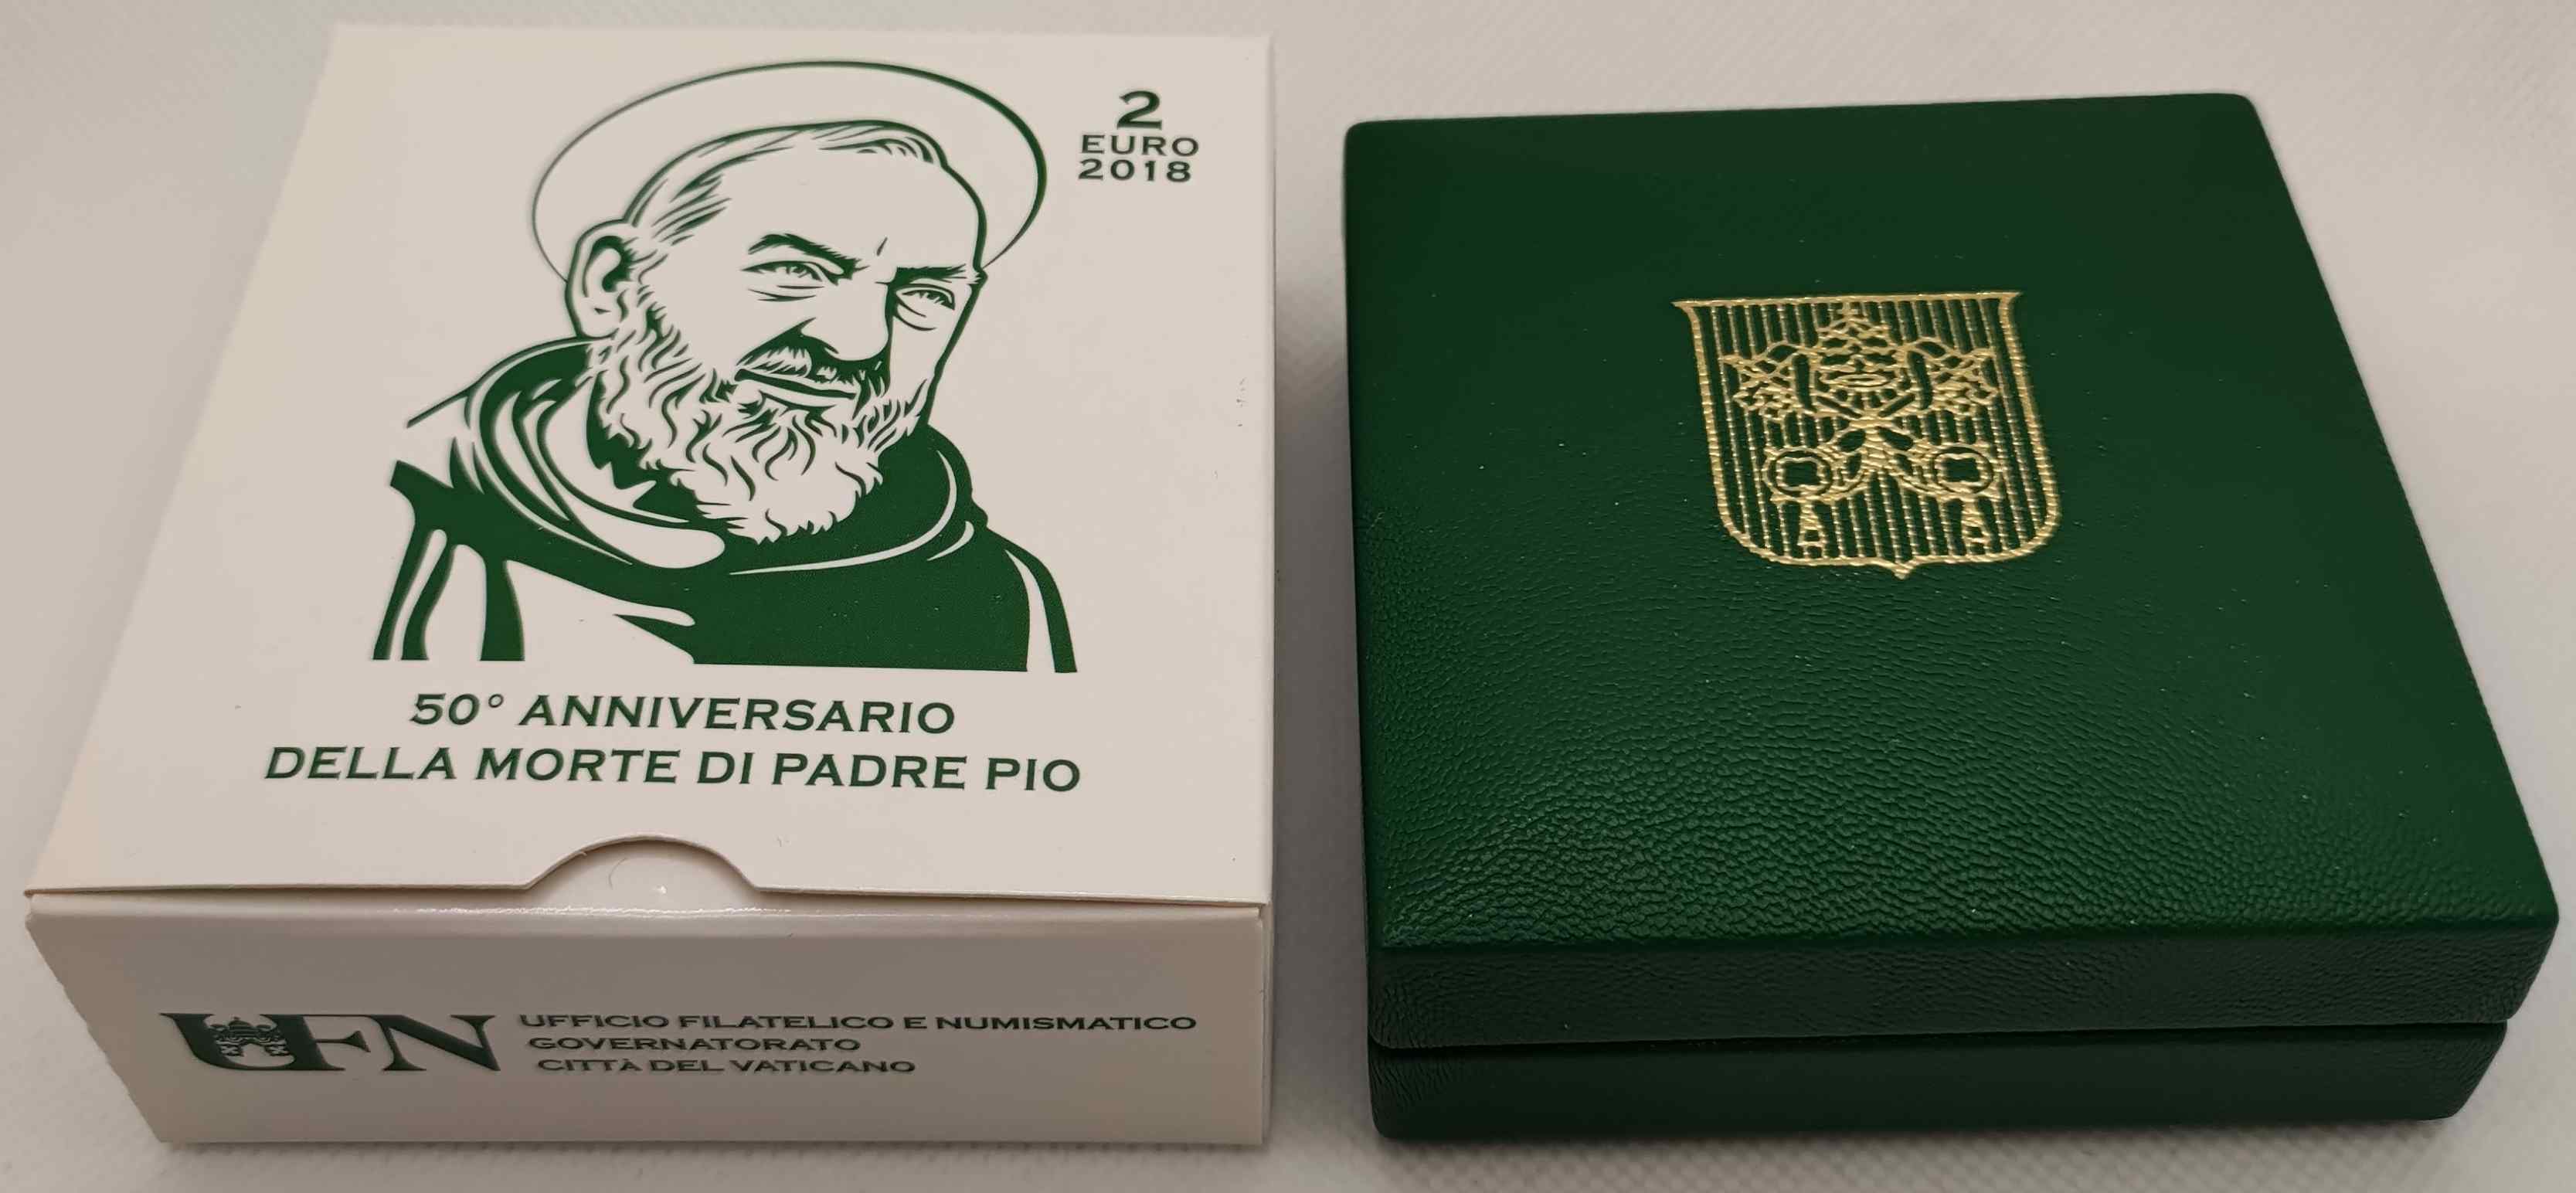 2
EURO
2018
50° ANNIVERSARIO
DELLA MORTE DI PADRE PIO
UFN
UFFICIO FILATELICO E NUMISMATICO
GOVERNATORATO
CITTÀ DEL VATICANO